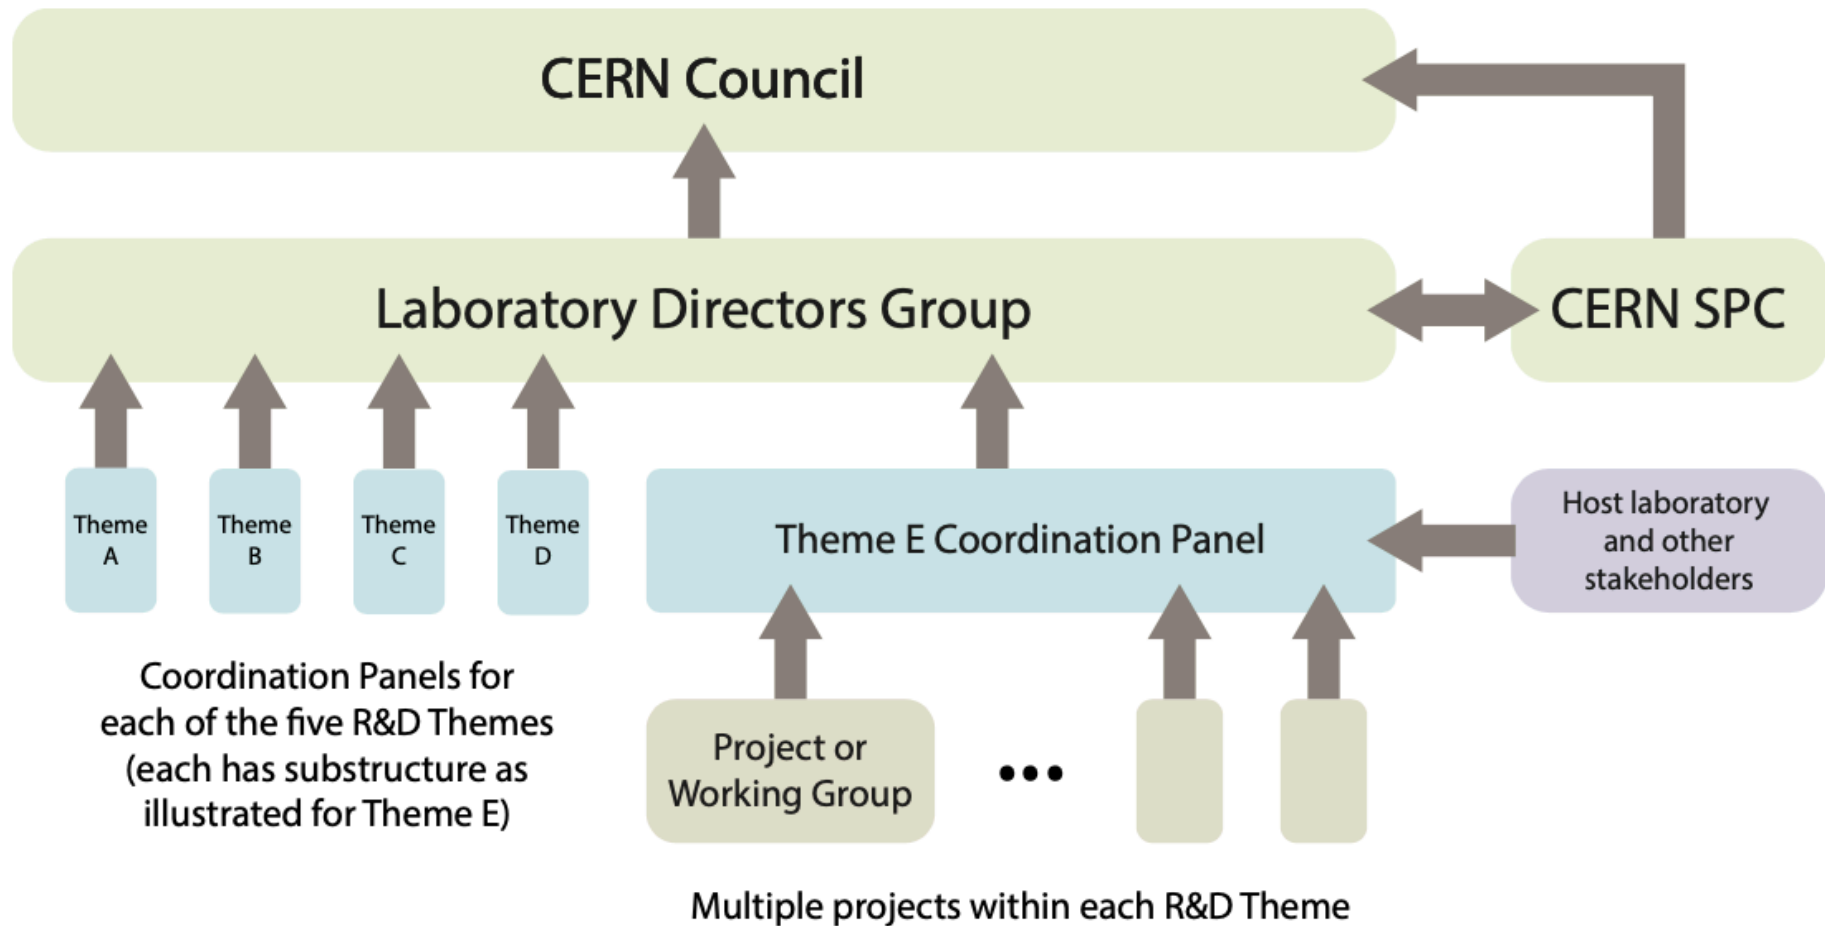 CERN Council
Laboratory Directors Group
CERN SPC
Theme
A
Theme
B
Theme
C
Theme
D
Theme E Coordination Panel
Host laboratory
and other
stakeholders
Coordination Panels for
each of the five R&D Themes
(each has substructure as
illustrated for Theme E)
Project or
Working Group
...
Multiple projects within each R&D Theme